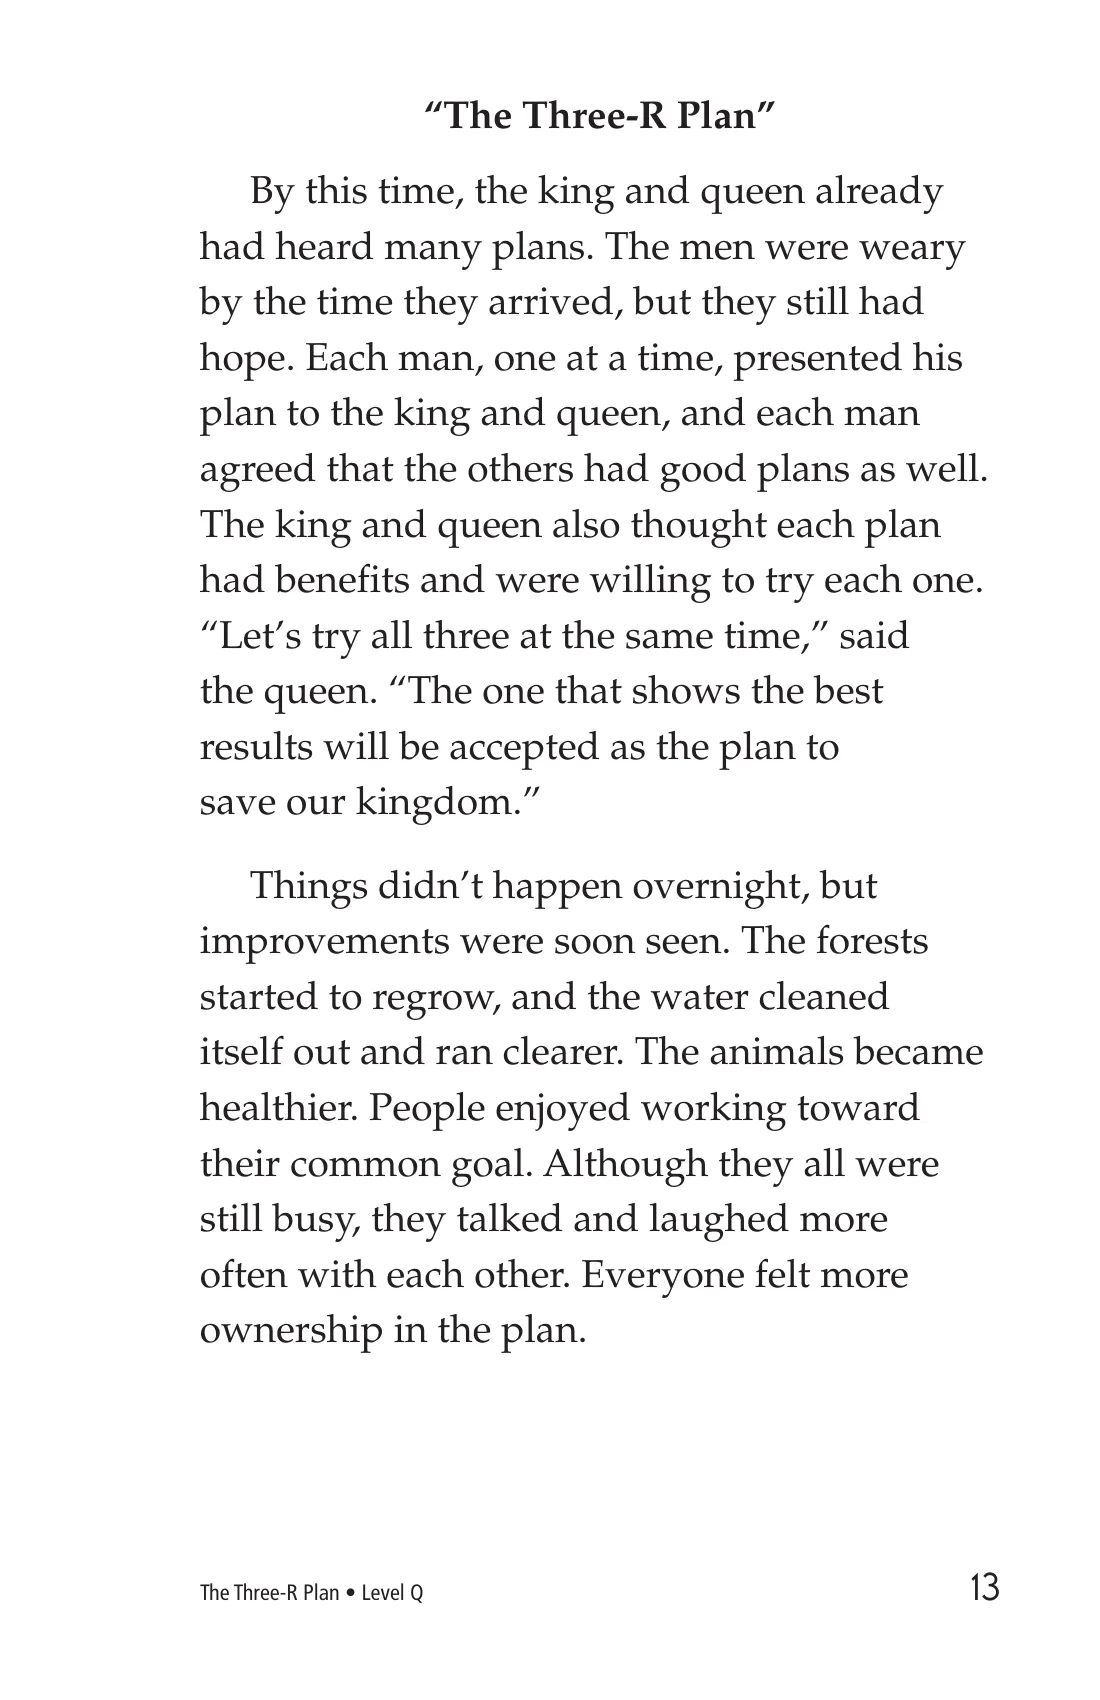 “The Three-R Plan”
By this time, the king and queen already
had heard many plans. The men were weary
by the time they arrived, but they still had
hope. Each man, one at a time, presented his
plan to the king and queen, and each man
agreed that the others had good plans as well.
The king and queen also thought each plan
had benefits and were willing to try each one.
“Let’s try all three at the same time,” said
the queen. “The one that shows the best
results will be accepted as the plan to
save our kingdom.”
Things didn’t happen overnight, but
improvements were soon seen. The forests
started to regrow, and the water cleaned
itself out and ran clearer. The animals became
healthier. People enjoyed working toward
their common goal. Although they all were
still busy, they talked and laughed more
often with each other. Everyone felt more
ownership in the plan.
The Three-R Plan • Level Q
13